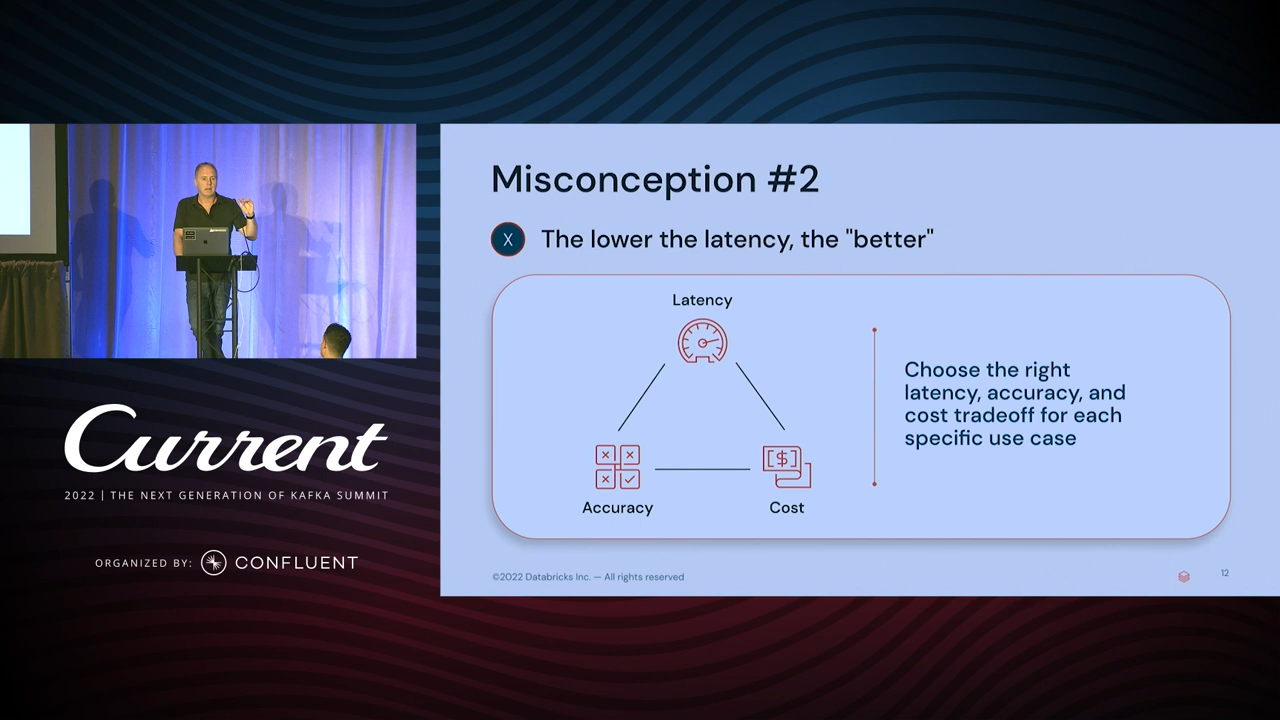 Misconception #2
X The lower the latency, the "better"
Latency
Accuracy
Cost
Choose the right
latency, accuracy, and
cost tradeoff for each
specific use case
©2022 Databricks Inc. — All rights reserved
12
Current
2022 | THE NEXT GENERATION OF KAFKA SUMMIT
ORGANIZED BY: CONFLUENT